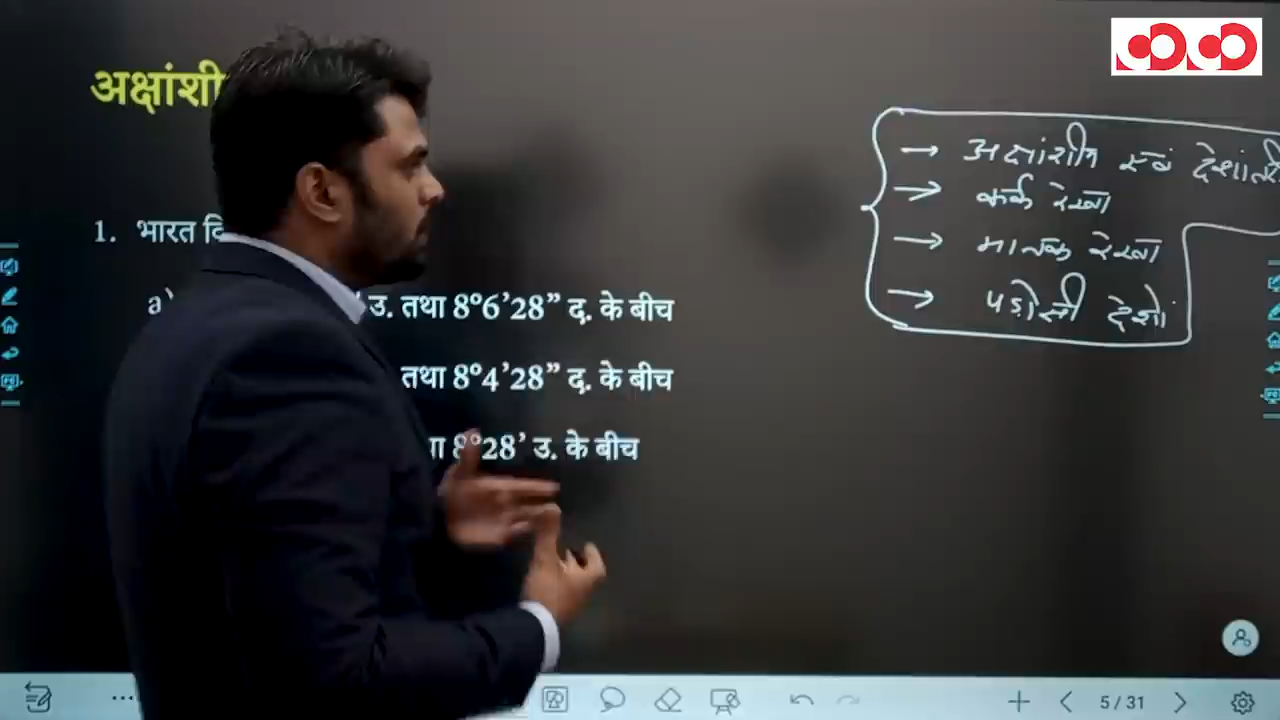 अक्षांशी
→ अक्षांशीय एवं देशांतरी
→ कर्क रेखा
→ मानक रेखा
→ पड़ोसी देशों
1. भारत वि
a) उ. तथा 8°6’28” द. के बीच
तथा 8°4’28” द. के बीच
8°28’ उ. के बीच
5 / 31